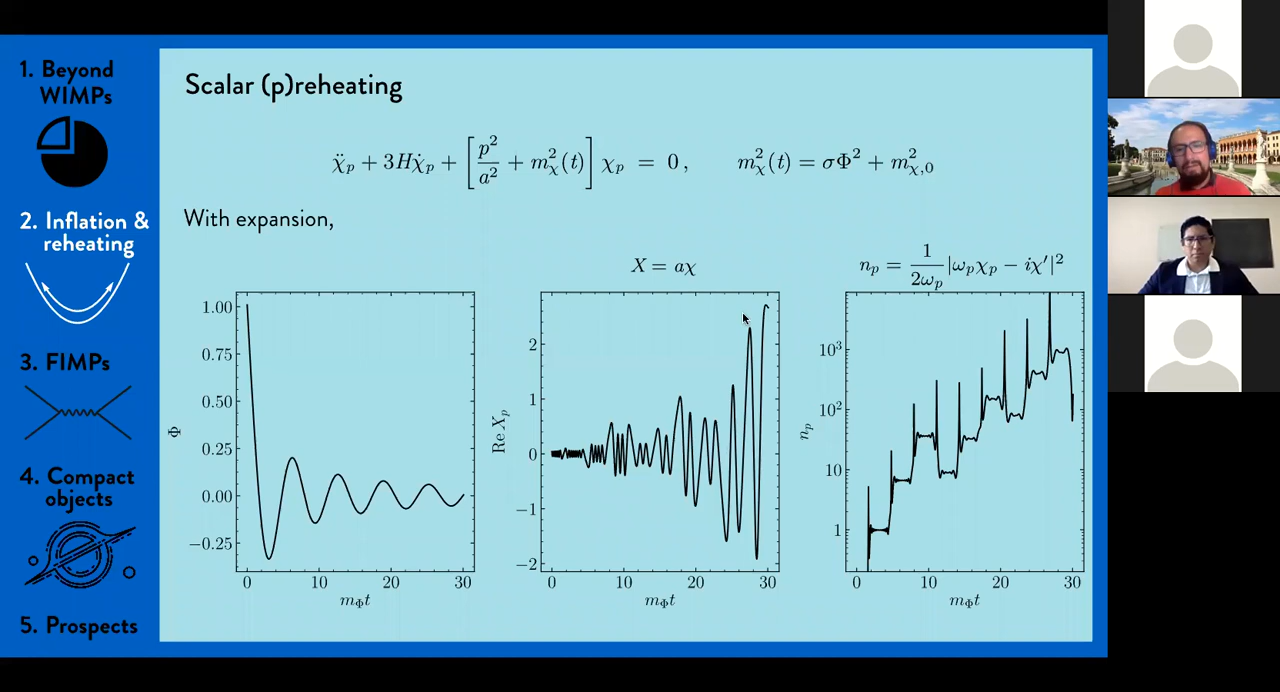 1. Beyond
WIMPs
2. Inflation &
reheating
3. FIMPs
4. Compact
objects
5. Prospects
Scalar (p)reheating
χ̈_p + 3Hχ̇_p + [p²/a² + m²_χ(t)] χ_p = 0, m²_χ(t) = σΦ² + m²_{χ,0}
With expansion,
Φ
1.00
0.75
0.50
0.25
0.00
−0.25
0 10 20 30
m_Φt
X = aχ
Re X_p
2
1
0
−1
−2
0 10 20 30
m_Φt
n_p = 1/(2ω_p) |ω_pχ_p − iχ′|²
n_p
10³
10²
10
1
0 10 20 30
m_Φt